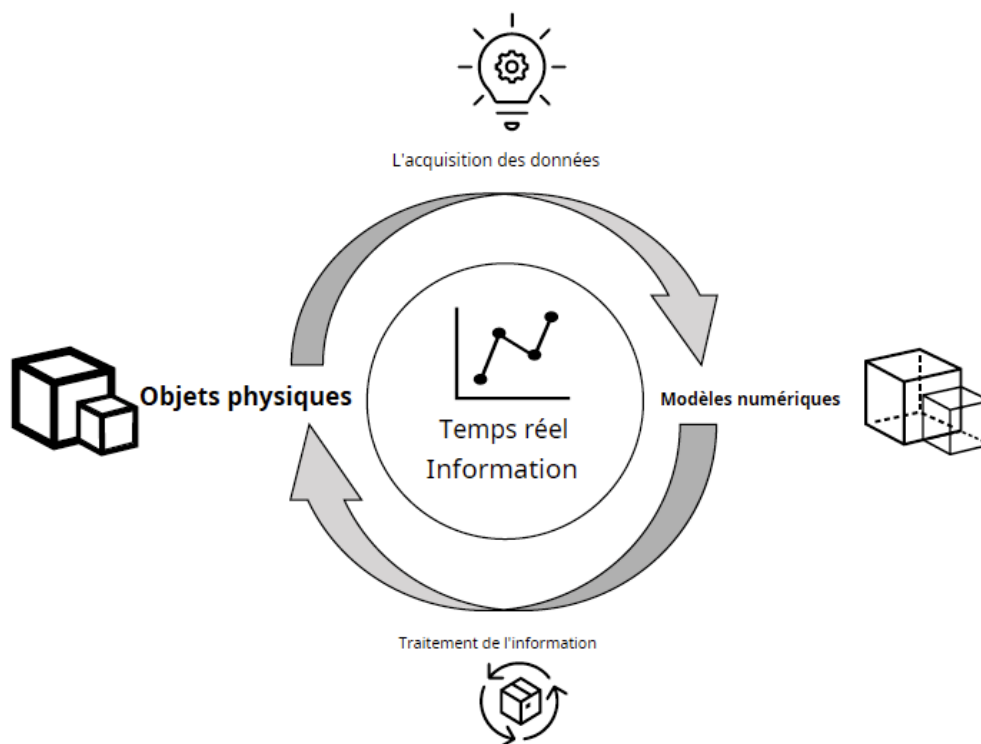 L'acquisition des données
Objets physiques
Temps réel
Information
Modèles numériques
Traitement de l'information